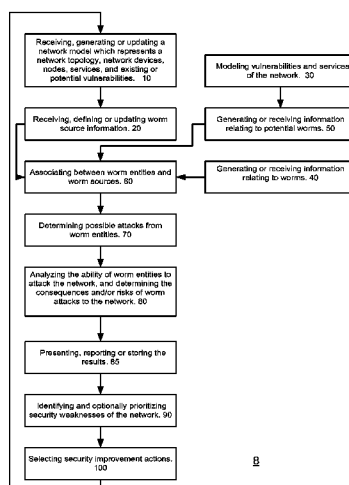 Receiving, generating or updating a
network model which represents a
network topology, network devices,
nodes, services, and existing or
potential vulnerabilities.
10
Modeling vulnerabilities and services
of the network. 30
Receiving, defining or updating worm
source information. 20
Generating or receiving information
relating to potential worms. 50
Associating between worm entities and
worm sources. 60
Generating or receiving information
relating to worms. 40
Determining possible attacks from
worm entities. 70
Analyzing the ability of worm entities to
attack the network, and determining the
consequences and/or risks of worm
attacks to the network. 80
Presenting, reporting or storing the
results. 85
Identifying and optionally prioritizing
security weaknesses of the network. 90
Selecting security improvement actions.
100
8